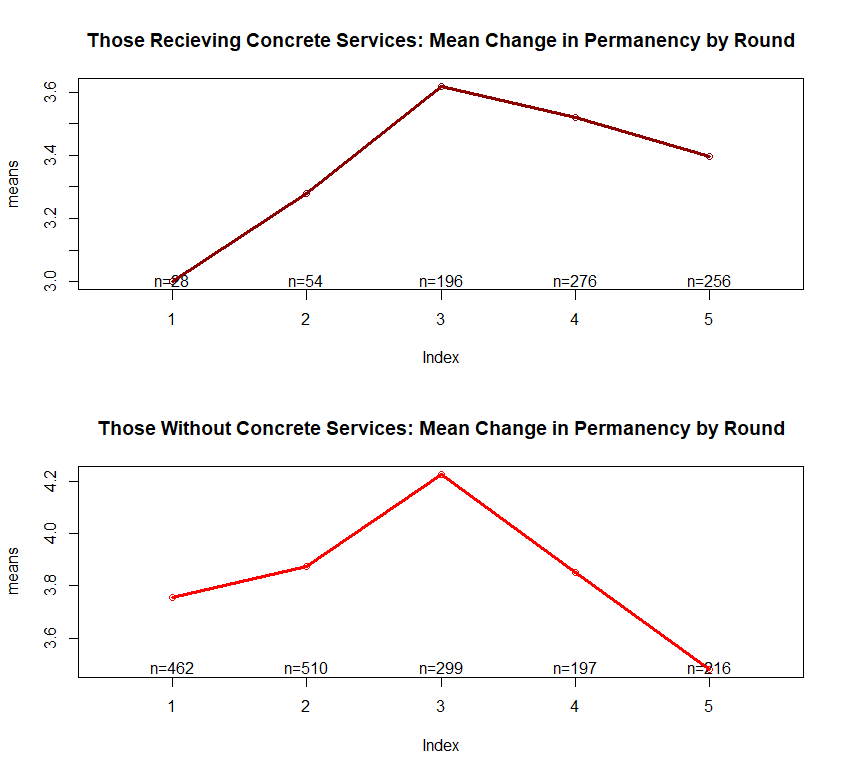 Those Recieving Concrete Services: Mean Change in Permanency by Round
means
3.6
3.4
3.2
3.0
n=28 n=54 n=196 n=276 n=256
1 2 3 4 5
Index
Those Without Concrete Services: Mean Change in Permanency by Round
means
4.2
4.0
3.8
3.6
n=462 n=510 n=299 n=197 n=216
1 2 3 4 5
Index